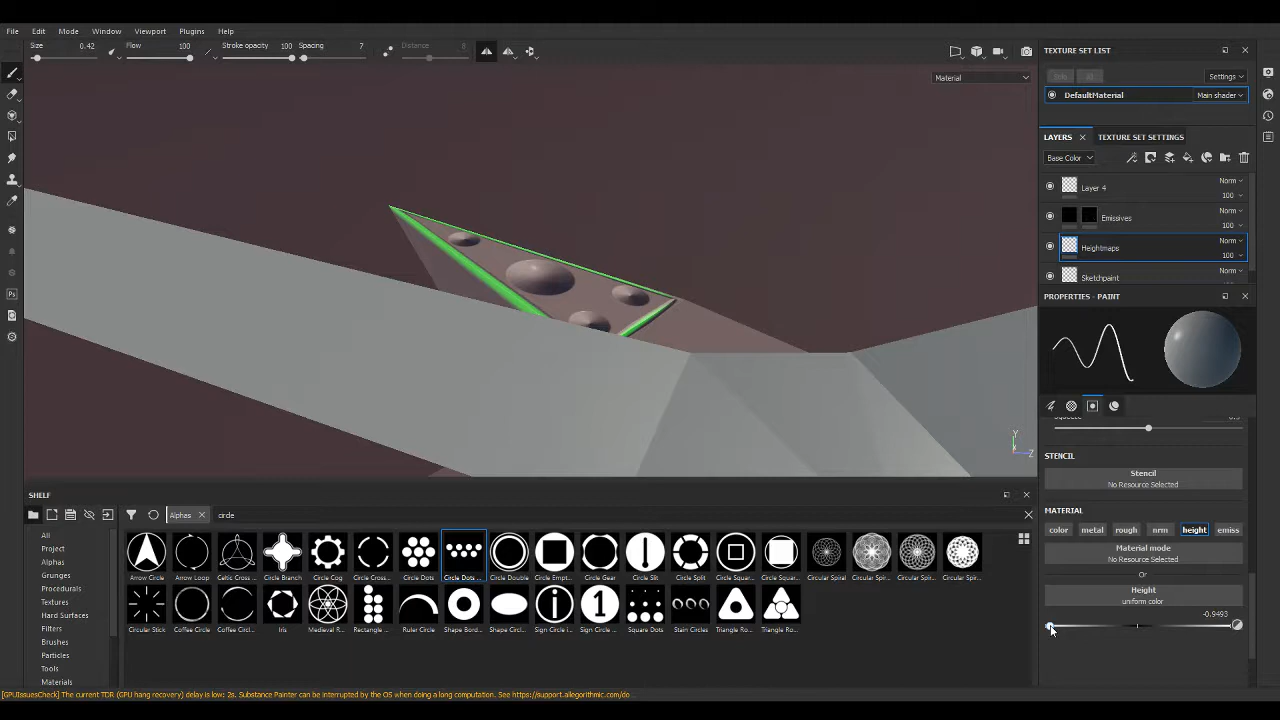 File Edit Mode Window Viewport Plugins Help
Size 0.42 Flow 100 Stroke opacity 100 Spacing 7 Distance 8
Material
TEXTURE SET LIST
Settings
DefaultMaterial Main shader
LAYERS TEXTURE SET SETTINGS
Base Color
Layer 4 Norm 100
Emissives Norm 100
Heightmaps Norm 100
Sketchpaint Norm
PROPERTIES - PAINT
STENCIL
Stencil
No Resource Selected
MATERIAL
color metal rough nrm height emiss
Material mode
No Resource Selected
Or
Height
uniform color
-0.9493
Y
Z
SHELF
Alphas circle
All
Project
Alphas
Grunges
Procedurals
Textures
Hard Surfaces
Filters
Brushes
Particles
Tools
Materials
Arrow Circle Arrow Loop Celtic Cross ... Circle Branch Circle Cog Circle Cross... Circle Dots Circle Dots ... Circle Double Circle Empt... Circle Gear Circle Slit Circle Split Circle Squar... Circle Squar... Circular Spiral Circular Spir... Circular Spir... Circular Spir...
Circular Stick Coffee Circle Coffee Circl... Iris Medieval R... Rectangle ... Ruler Circle Shape Bord... Shape Circl... Sign Circle i... Sign Circle ... Square Dots Stain Circles Triangle Ro... Triangle Ro...
[GPUIssuesCheck] The current TDR (GPU hang recovery) delay is low: 2s. Substance Painter can be interrupted by the OS when doing a long computation. See https://support.allegorithmic.com/do